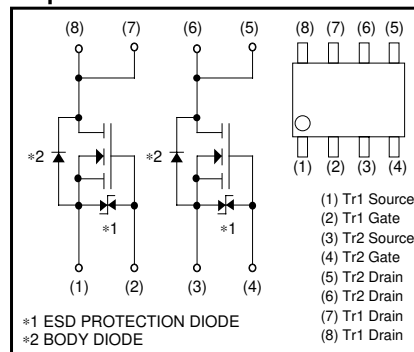 (8) (7) (6) (5)
*2 *2
*1 *1
(1) (2) (3) (4)
∗1 ESD PROTECTION DIODE
∗2 BODY DIODE
(8) (7) (6) (5)
(1) (2) (3) (4)
(1) Tr1 Source
(2) Tr1 Gate
(3) Tr2 Source
(4) Tr2 Gate
(5) Tr2 Drain
(6) Tr2 Drain
(7) Tr1 Drain
(8) Tr1 Drain